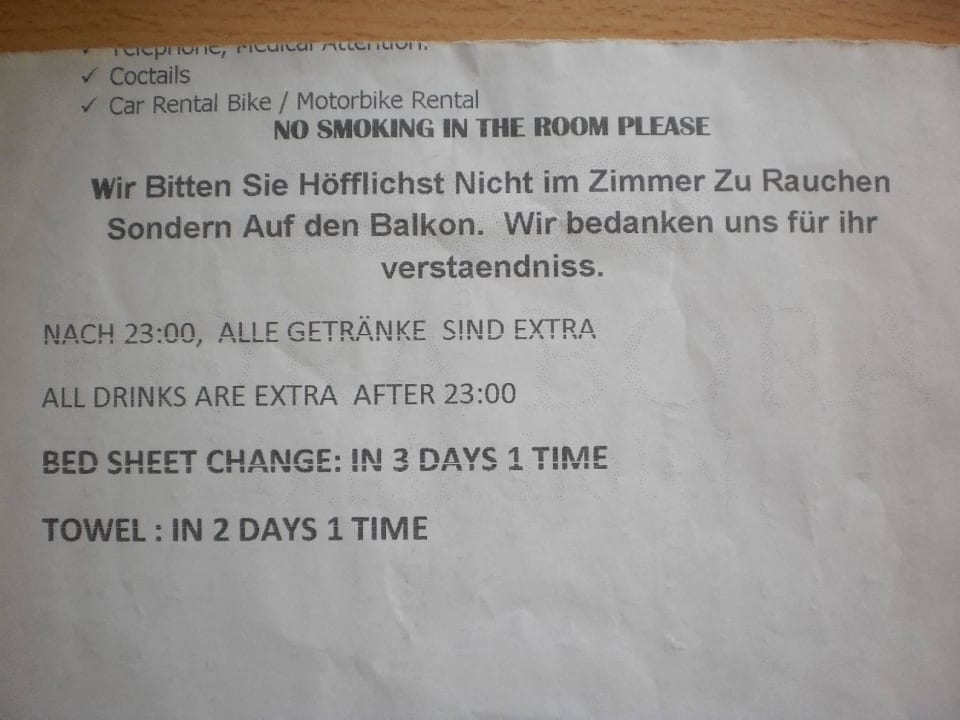 ✓ Telephone, Medical Attention.
✓ Coctails
✓ Car Rental Bike / Motorbike Rental
NO SMOKING IN THE ROOM PLEASE
Wir Bitten Sie Höfflichst Nicht im Zimmer Zu Rauchen
Sondern Auf den Balkon. Wir bedanken uns für ihr
verstaendniss.
NACH 23:00, ALLE GETRÄNKE SIND EXTRA
ALL DRINKS ARE EXTRA AFTER 23:00
BED SHEET CHANGE: IN 3 DAYS 1 TIME
TOWEL : IN 2 DAYS 1 TIME